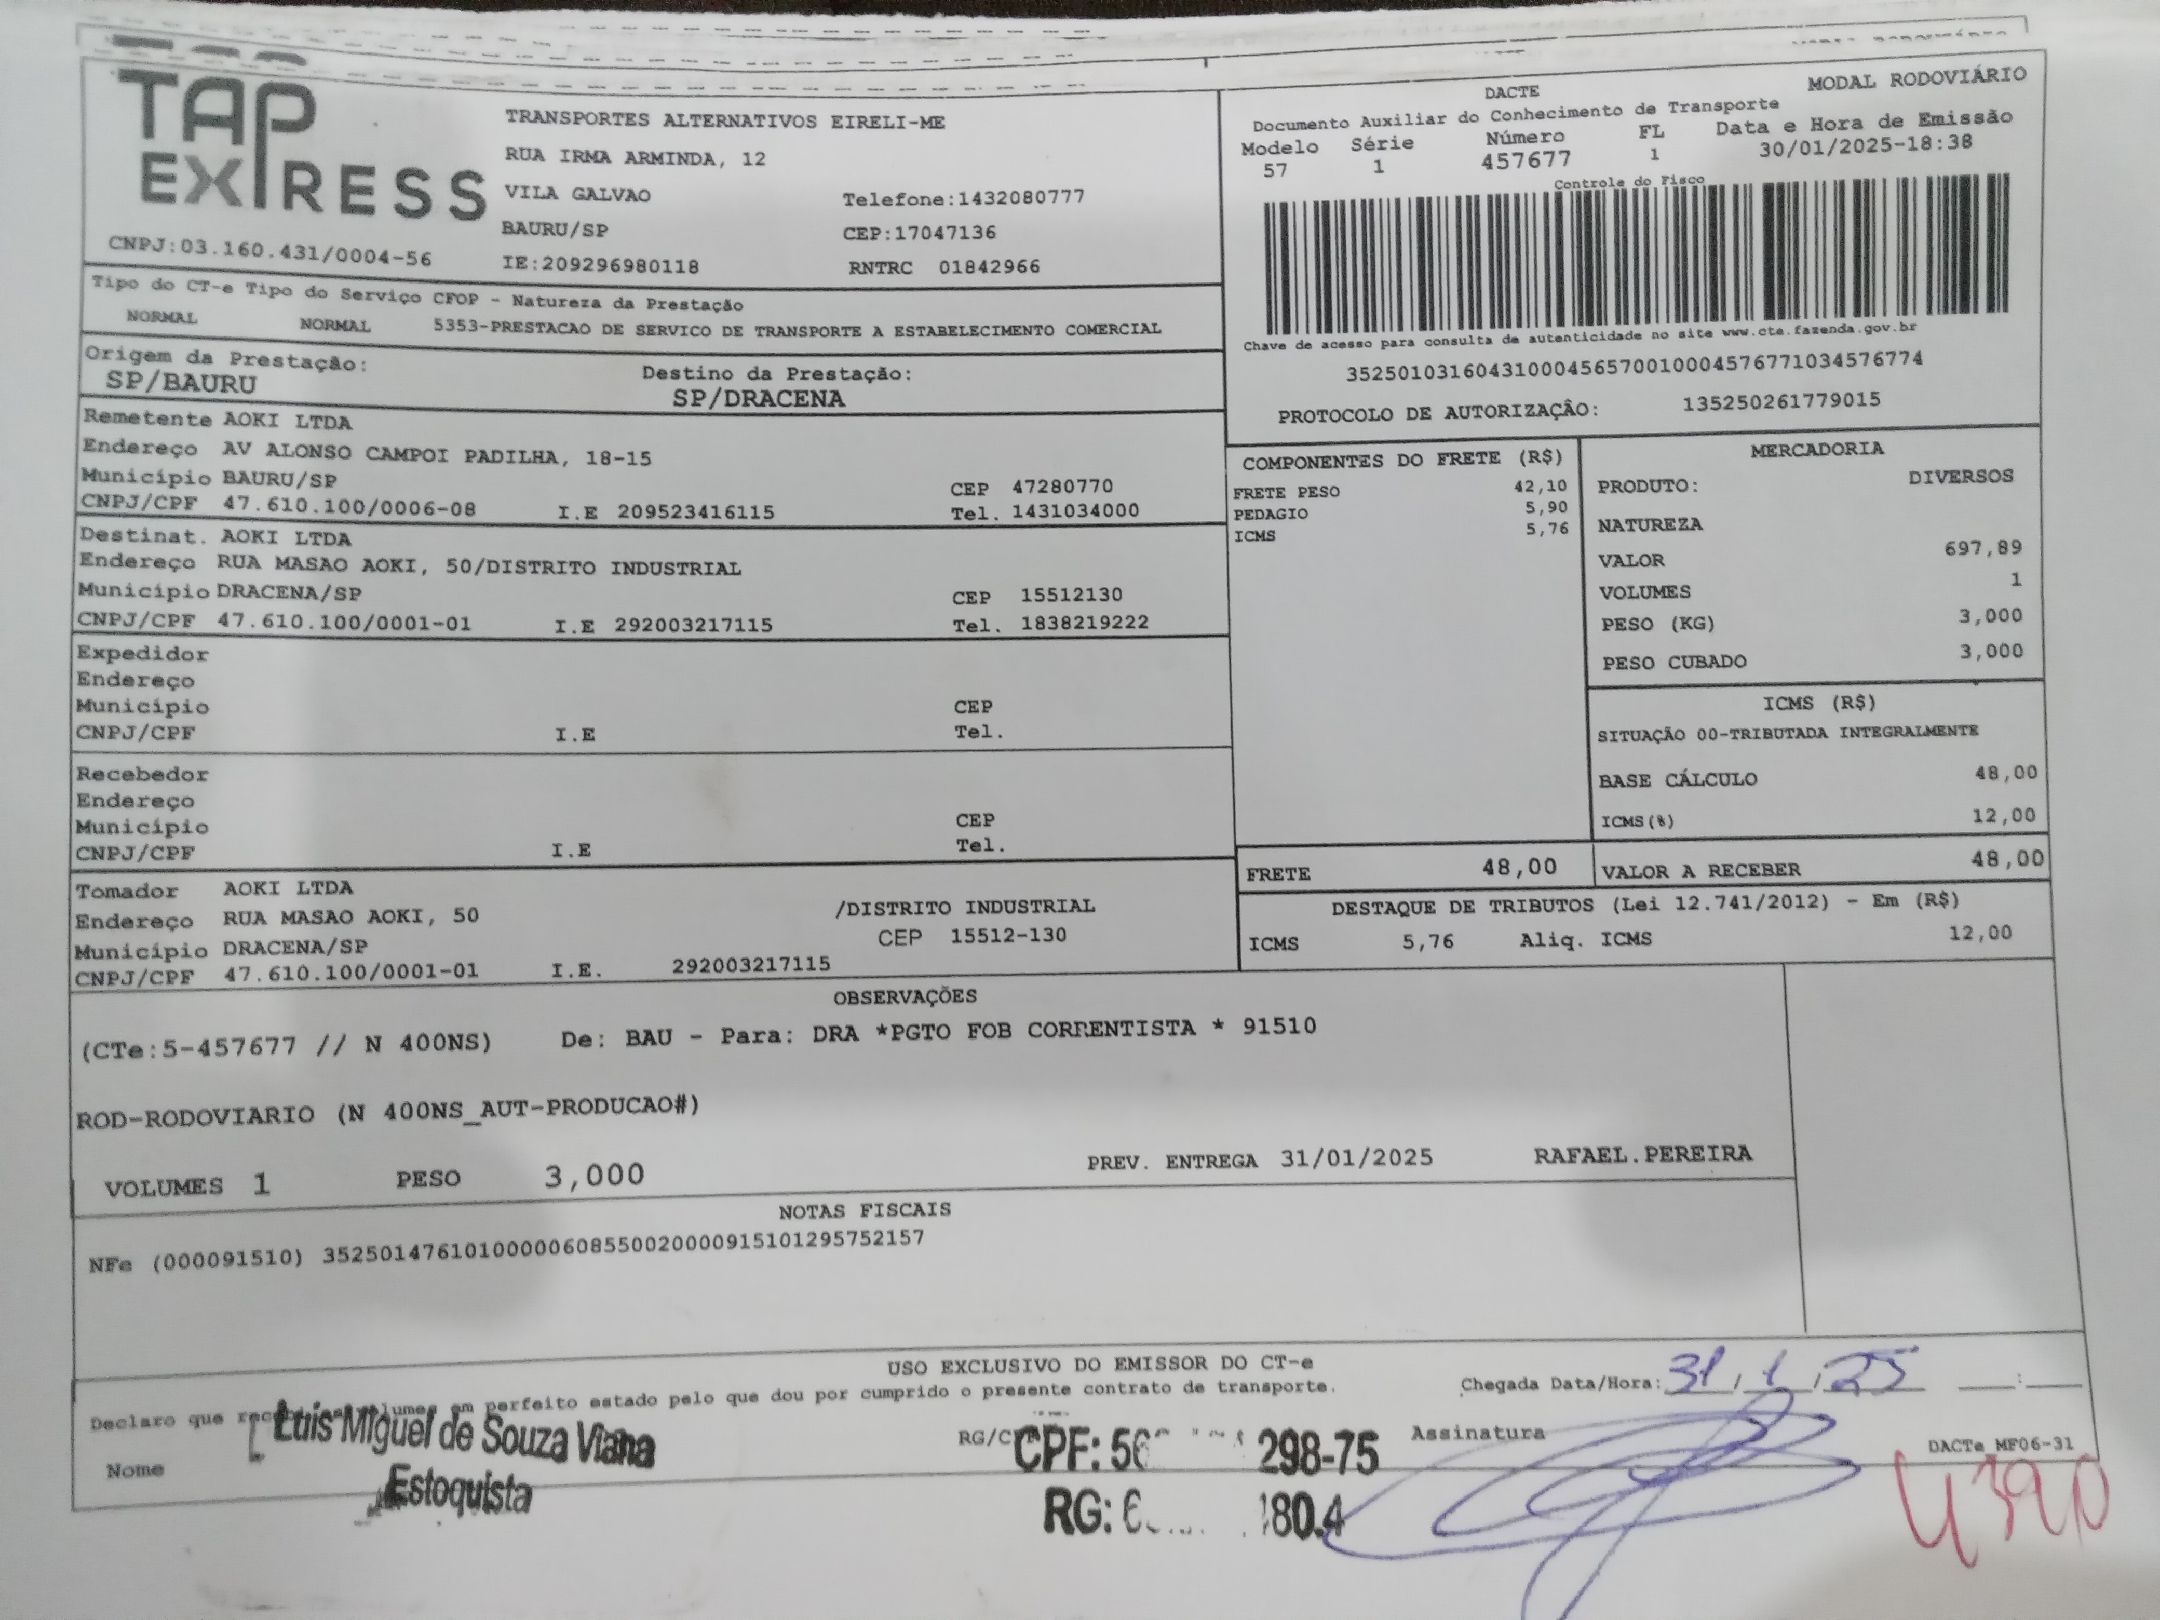 TAP
EXPRESS
CNPJ:03.160.431/0004-56
TRANSPORTES ALTERNATIVOS EIRELI-ME
RUA IRMA ARMINDA, 12
VILA GALVAO Telefone:1432080777
BAURU/SP CEP:17047136
IE:209296980118 RNTRC 01842966
DACTE MODAL RODOVIÁRIO
Documento Auxiliar do Conhecimento de Transporte
Modelo Série Número FL Data e Hora de Emissão
57 1 457677 1 30/01/2025-18:38
Controle do Fisco
Chave de acesso para consulta de autenticidade no site www.cte.fazenda.gov.br
35250103160431000456570010004576771034576774
PROTOCOLO DE AUTORIZAÇÂO: 135250261779015
Tipo do CT-e Tipo do Serviço CFOP - Natureza da Prestação
NORMAL NORMAL 5353-PRESTACAO DE SERVICO DE TRANSPORTE A ESTABELECIMENTO COMERCIAL
Origem da Prestação: Destino da Prestação:
SP/BAURU SP/DRACENA
Remetente AOKI LTDA
Endereço AV ALONSO CAMPOI PADILHA, 18-15
Município BAURU/SP CEP 47280770
CNPJ/CPF 47.610.100/0006-08 I.E 209523416115 Tel. 1431034000
Destinat. AOKI LTDA
Endereço RUA MASAO AOKI, 50/DISTRITO INDUSTRIAL
Município DRACENA/SP CEP 15512130
CNPJ/CPF 47.610.100/0001-01 I.E 292003217115 Tel. 1838219222
Expedidor
Endereço
Município CEP
CNPJ/CPF I.E Tel.
Recebedor
Endereço
Município CEP
CNPJ/CPF I.E Tel.
Tomador AOKI LTDA
Endereço RUA MASAO AOKI, 50 /DISTRITO INDUSTRIAL
Município DRACENA/SP CEP 15512-130
CNPJ/CPF 47.610.100/0001-01 I.E. 292003217115
COMPONENTES DO FRETE (R$)
FRETE PESO 42,10
PEDAGIO 5,90
ICMS 5,76
MERCADORIA
PRODUTO: DIVERSOS
NATUREZA
VALOR 697,89
VOLUMES 1
PESO (KG) 3,000
PESO CUBADO 3,000
ICMS (R$)
SITUAÇÃO 00-TRIBUTADA INTEGRALMENTE
BASE CÁLCULO 48,00
ICMS(%) 12,00
FRETE 48,00 VALOR A RECEBER 48,00
DESTAQUE DE TRIBUTOS (Lei 12.741/2012) - Em (R$)
ICMS 5,76 Aliq. ICMS 12,00
OBSERVAÇÕES
(CTe:5-457677 // N 400NS) De: BAU - Para: DRA *PGTO FOB CORRENTISTA * 91510
ROD-RODOVIARIO (N 400NS_AUT-PRODUCAO#)
VOLUMES 1 PESO 3,000 PREV. ENTREGA 31/01/2025 RAFAEL.PEREIRA
NOTAS FISCAIS
NFe (000091510) 35250147610100000608550020000915101295752157
USO EXCLUSIVO DO EMISSOR DO CT-e
Declaro que em perfeito estado pelo que dou por cumprido o presente contrato de transporte. Chegada Data/Hora: 31/1/25 :
Nome Luis Miguel de Souza Viana CPF: 298-75 Assinatura DACTe MF06-31
Estoquista RG: 80.4